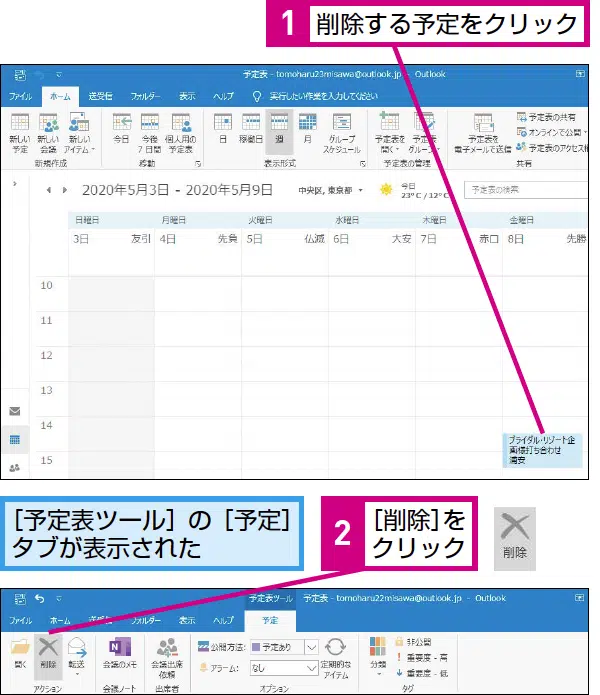 1 削除する予定をクリック
予定表 - tomoharu23misawa@outlook.jp - Outlook
ファイル ホーム 送受信 フォルダー 表示 ヘルプ 実行したい作業を入力してください
新しい予定 新しい会議 新しいアイテム 今日 今後7日間 個人用の予定表 日 稼働日 週 月 グループスケジュール 予定表を開く 予定表グループ 予定表を電子メールで送信 予定表の共有
オンラインで公開
予定表のアクセス権
新規作成 移動 表示形式 予定表の管理 共有
2020年5月3日 - 2020年5月9日 中央区, 東京都 今日 23°C / 12°C 予定表の検索
日曜日 月曜日 火曜日 水曜日 木曜日 金曜日
3日 友引 4日 先負 5日 仏滅 6日 大安 7日 赤口 8日 先勝
10
11
12
13
14
ブライダル・リゾート企
画様打ち合わせ
浦安
15
[予定表ツール]の[予定]
タブが表示された
2 [削除]を
クリック
削除
予定表ツール 予定表 - tomoharu22misawa@outlook.jp - Outlook
ファイル ホーム 送受信 フォルダー 表示 ヘルプ 予定
開く 削除 転送 会議のメモ 会議出席依頼 公開方法: 予定あり 定期的なアイテム 分類 非公開
アラーム: なし 重要度 - 高
重要度 - 低
アクション 会議ノート 出席者 オプション タグ